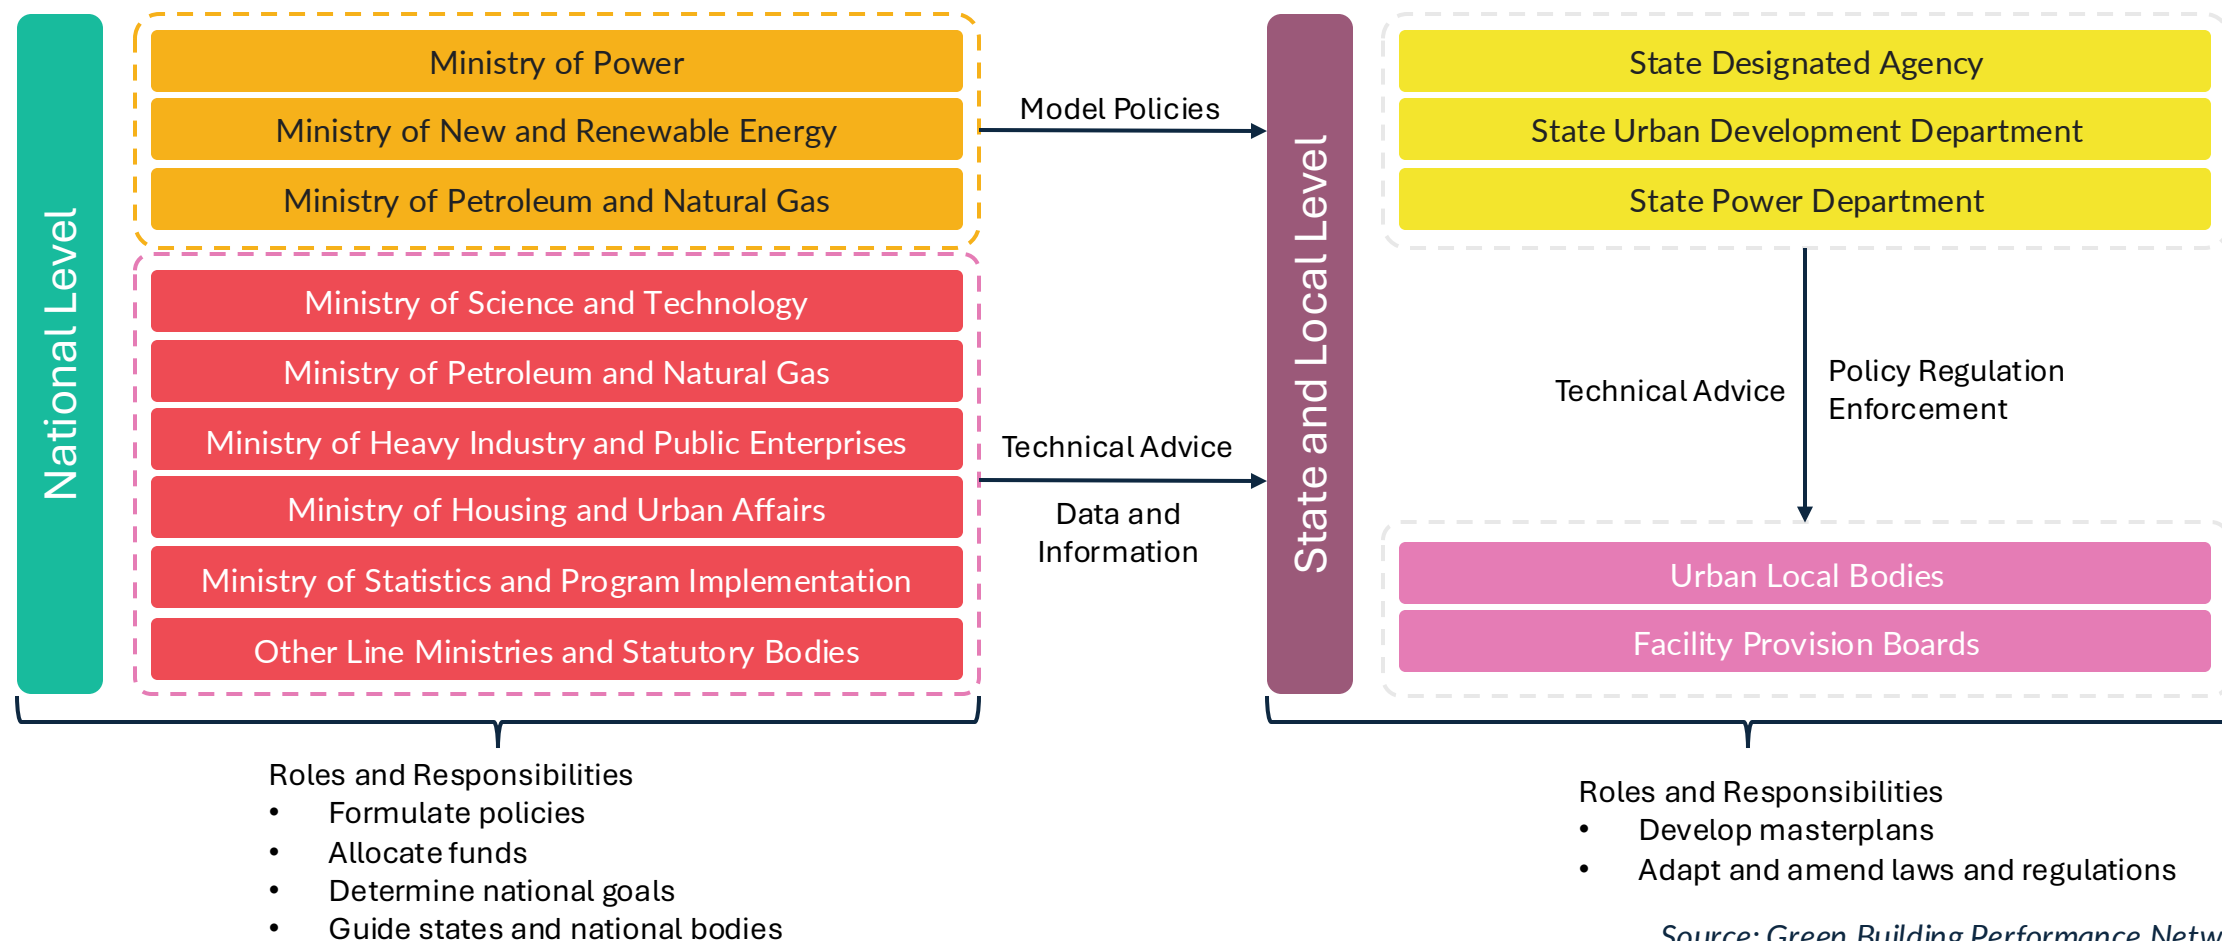 National Level
Ministry of Power
Ministry of New and Renewable Energy
Ministry of Petroleum and Natural Gas
Ministry of Science and Technology
Ministry of Petroleum and Natural Gas
Ministry of Heavy Industry and Public Enterprises
Ministry of Housing and Urban Affairs
Ministry of Statistics and Program Implementation
Other Line Ministries and Statutory Bodies
Model Policies
Technical Advice
Data and
Information
State and Local Level
State Designated Agency
State Urban Development Department
State Power Department
Technical Advice
Policy Regulation
Enforcement
Urban Local Bodies
Facility Provision Boards
Roles and Responsibilities
• Formulate policies
• Allocate funds
• Determine national goals
• Guide states and national bodies
Roles and Responsibilities
• Develop masterplans
• Adapt and amend laws and regulations
Source: Green Building Performance